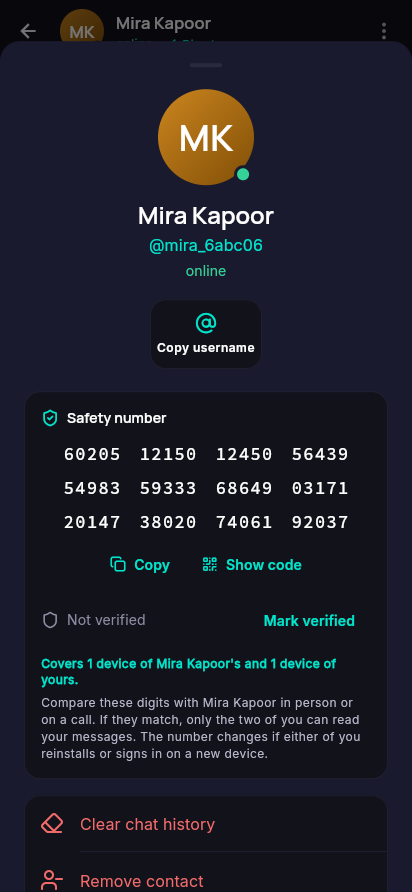 MK Mira Kapoor
MK
Mira Kapoor
@mira_6abc06
online
Copy username
Safety number
60205 12150 12450 56439
54983 59333 68649 03171
20147 38020 74061 92037
Copy Show code
Not verified Mark verified
Covers 1 device of Mira Kapoor's and 1 device of
yours.
Compare these digits with Mira Kapoor in person or
on a call. If they match, only the two of you can read
your messages. The number changes if either of you
reinstalls or signs in on a new device.
Clear chat history
Remove contact